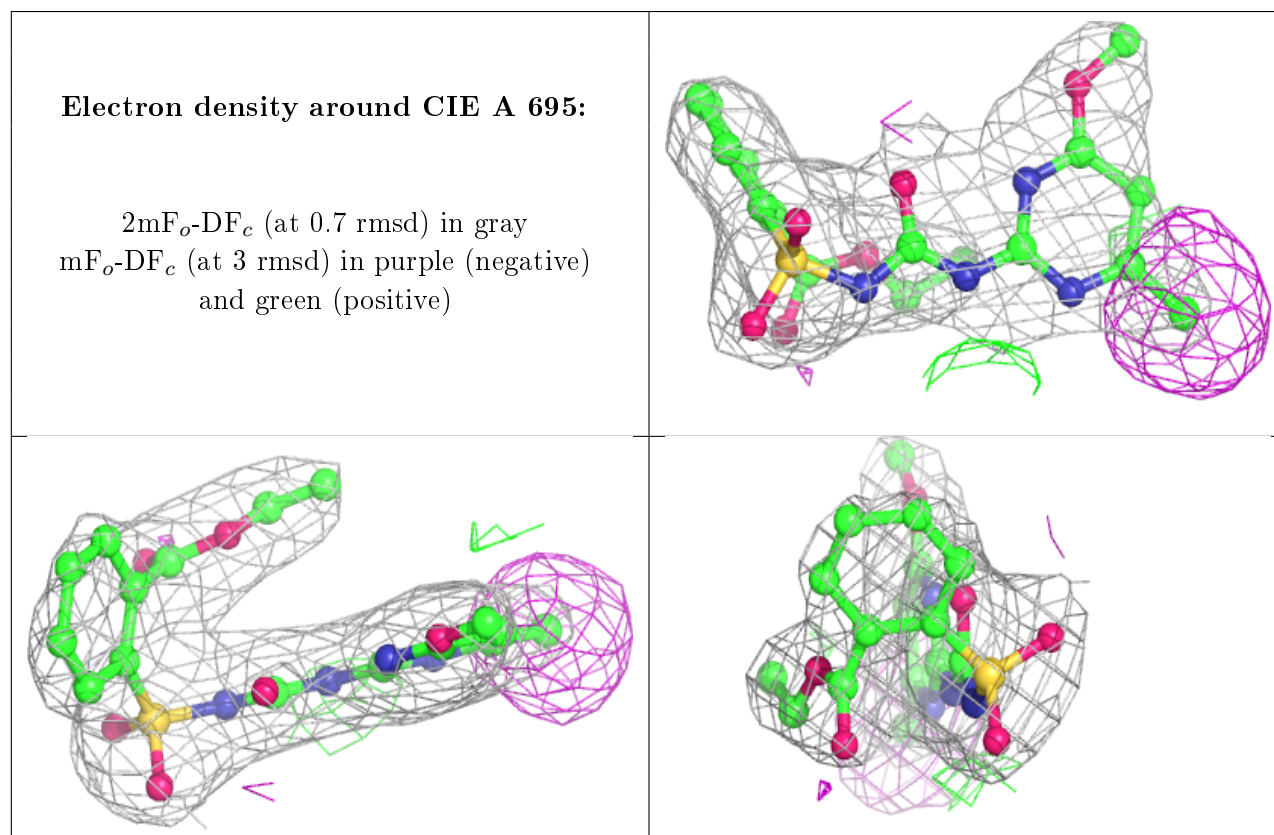 Electron density around CIE A 695:
2mFo-DFc (at 0.7 rmsd) in gray
mFo-DFc (at 3 rmsd) in purple (negative)
and green (positive)